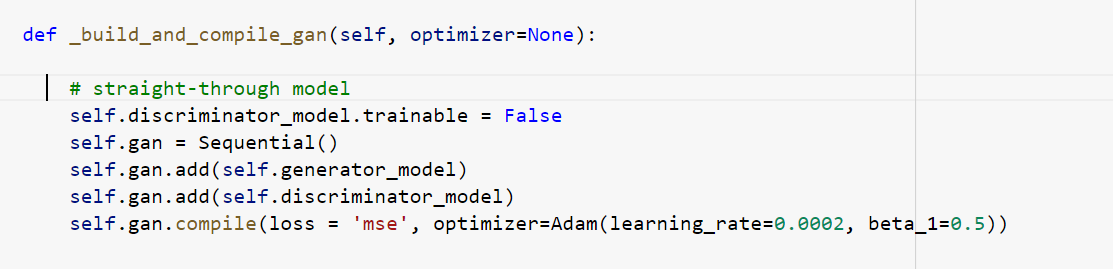 def _build_and_compile_gan(self, optimizer=None):
# straight-through model
self.discriminator_model.trainable = False
self.gan = Sequential()
self.gan.add(self.generator_model)
self.gan.add(self.discriminator_model)
self.gan.compile(loss = 'mse', optimizer=Adam(learning_rate=0.0002, beta_1=0.5))